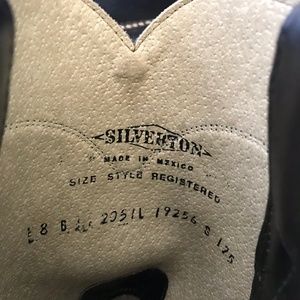 SILVERTON
MADE IN MEXICO
SIZE STYLE REGISTERED
2051L 19256